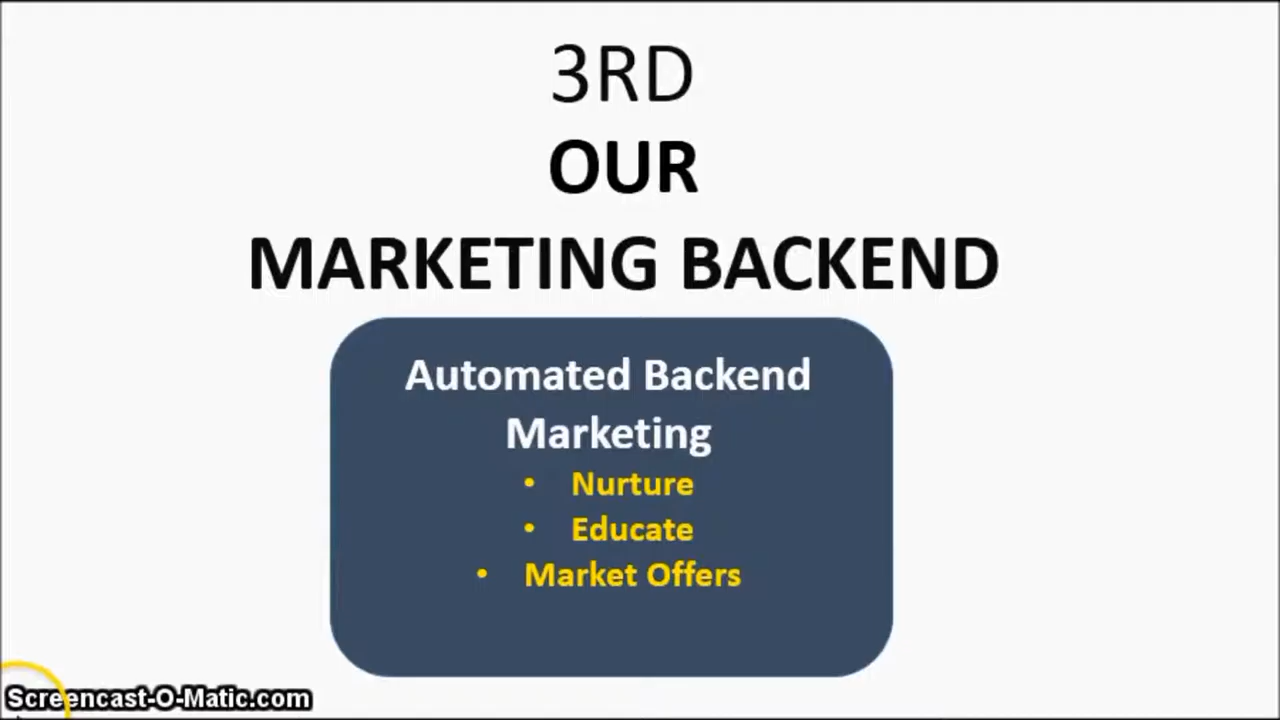 3RD
OUR
MARKETING BACKEND
Automated Backend
Marketing
• Nurture
• Educate
• Market Offers
Screencast-O-Matic.com